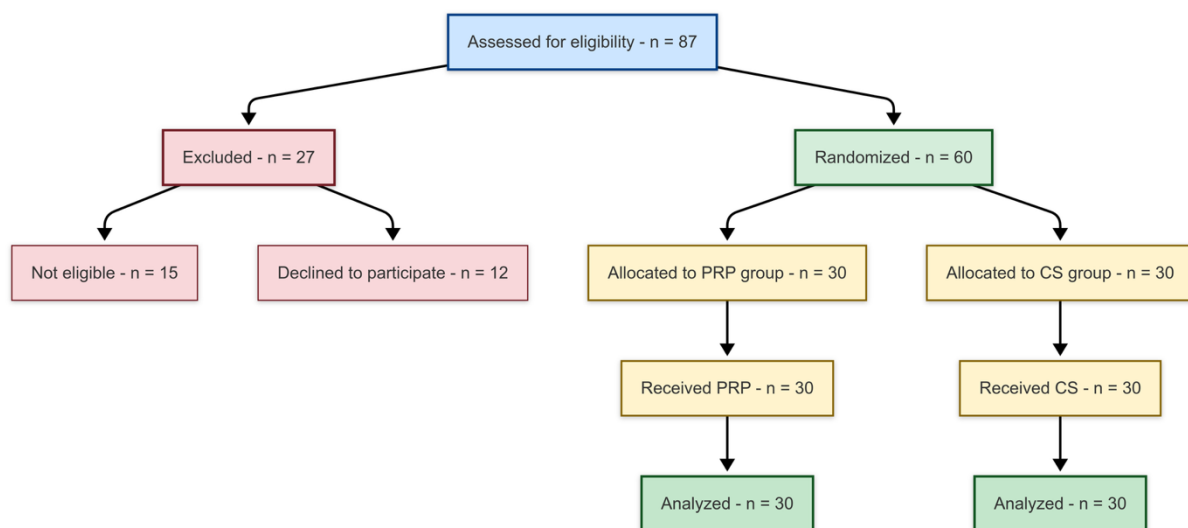 Assessed for eligibility - n = 87
Excluded - n = 27
Randomized - n = 60
Not eligible - n = 15
Declined to participate - n = 12
Allocated to PRP group - n = 30
Allocated to CS group - n = 30
Received PRP - n = 30
Received CS - n = 30
Analyzed - n = 30
Analyzed - n = 30